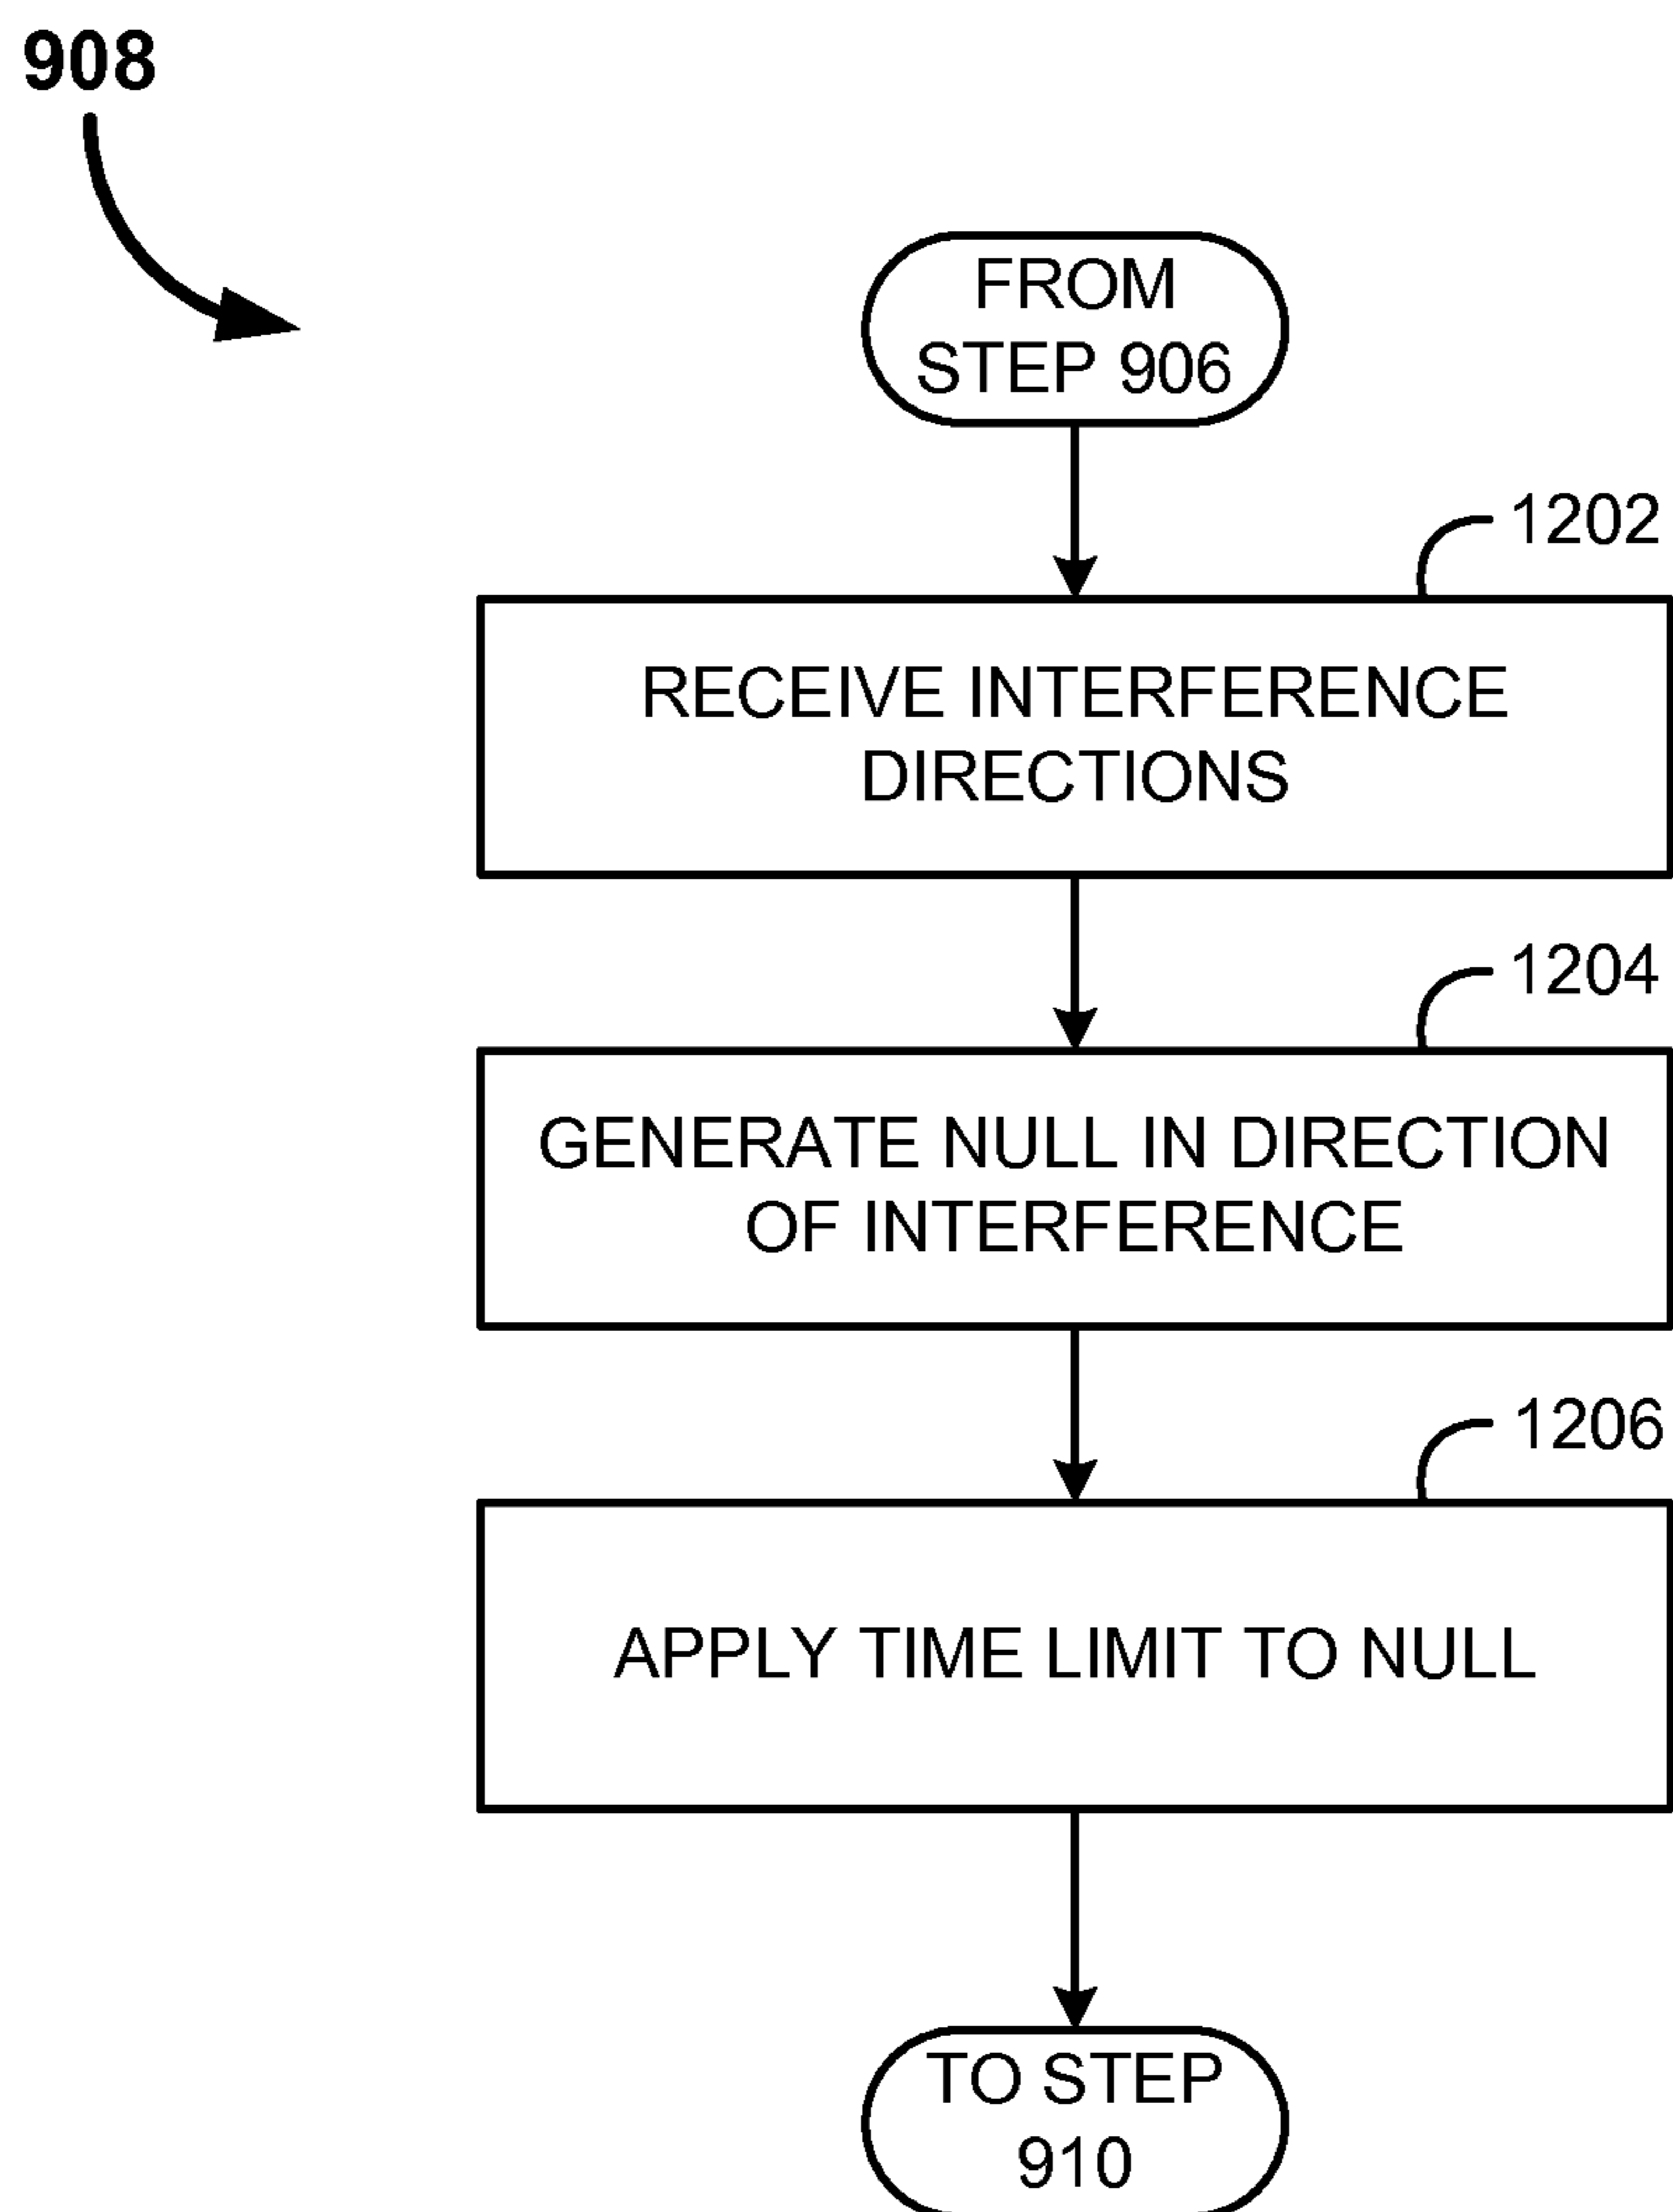 908
FROM
STEP 906
1202
RECEIVE INTERFERENCE
DIRECTIONS
1204
GENERATE NULL IN DIRECTION
OF INTERFERENCE
1206
APPLY TIME LIMIT TO NULL
TO STEP
910